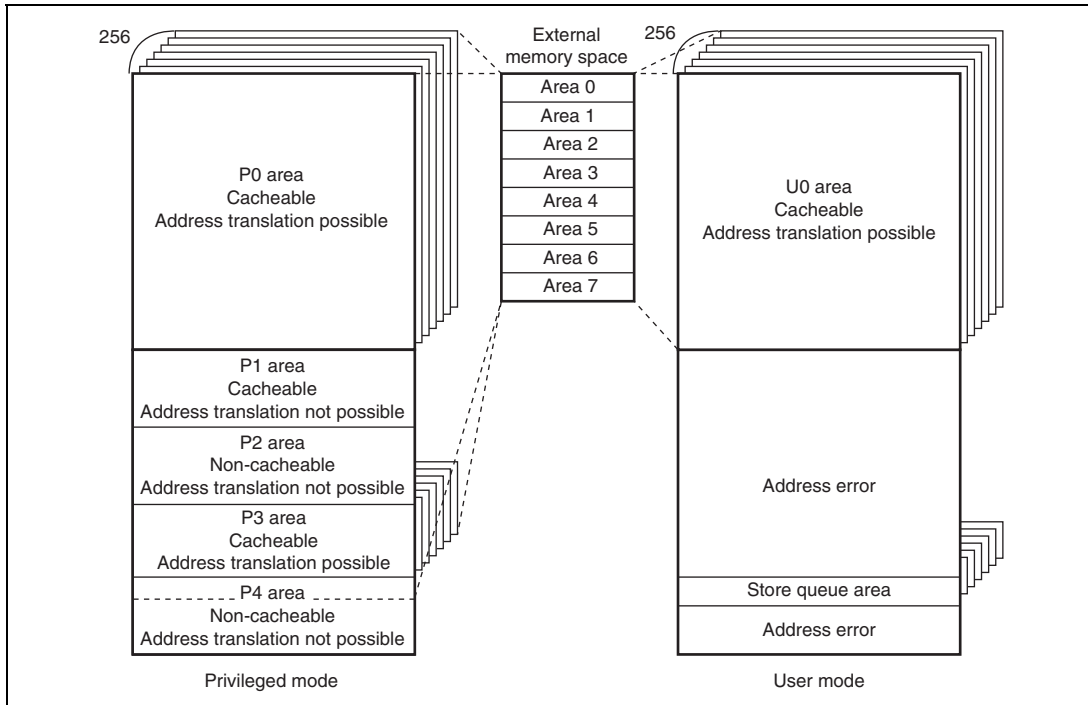 256
P0 area
Cacheable
Address translation possible
P1 area
Cacheable
Address translation not possible
P2 area
Non-cacheable
Address translation not possible
P3 area
Cacheable
Address translation possible
P4 area
Non-cacheable
Address translation not possible
Privileged mode
External
memory space
Area 0
Area 1
Area 2
Area 3
Area 4
Area 5
Area 6
Area 7
256
U0 area
Cacheable
Address translation possible
Address error
Store queue area
Address error
User mode